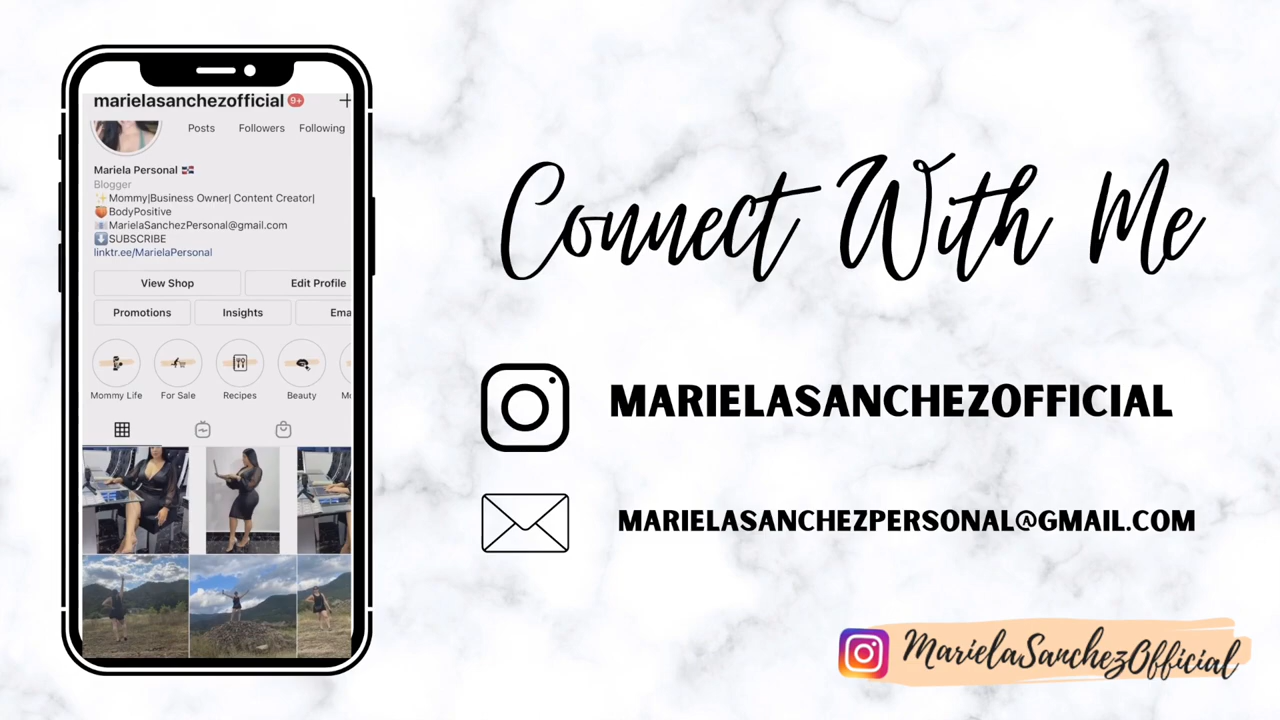 marielasanchezofficial 9+ +
Posts Followers Following
Mariela Personal 🇩🇴
Blogger
✨Mommy|Business Owner| Content Creator|
🍑BodyPositive
📧MarielaSanchezPersonal@gmail.com
⬇️SUBSCRIBE
linktr.ee/MarielaPersonal
View Shop Edit Profile
Promotions Insights Ema
Mommy Life For Sale Recipes Beauty Mo
Connect With Me
MARIELASANCHEZOFFICIAL
MARIELASANCHEZPERSONAL@GMAIL.COM
MarielaSanchezOfficial